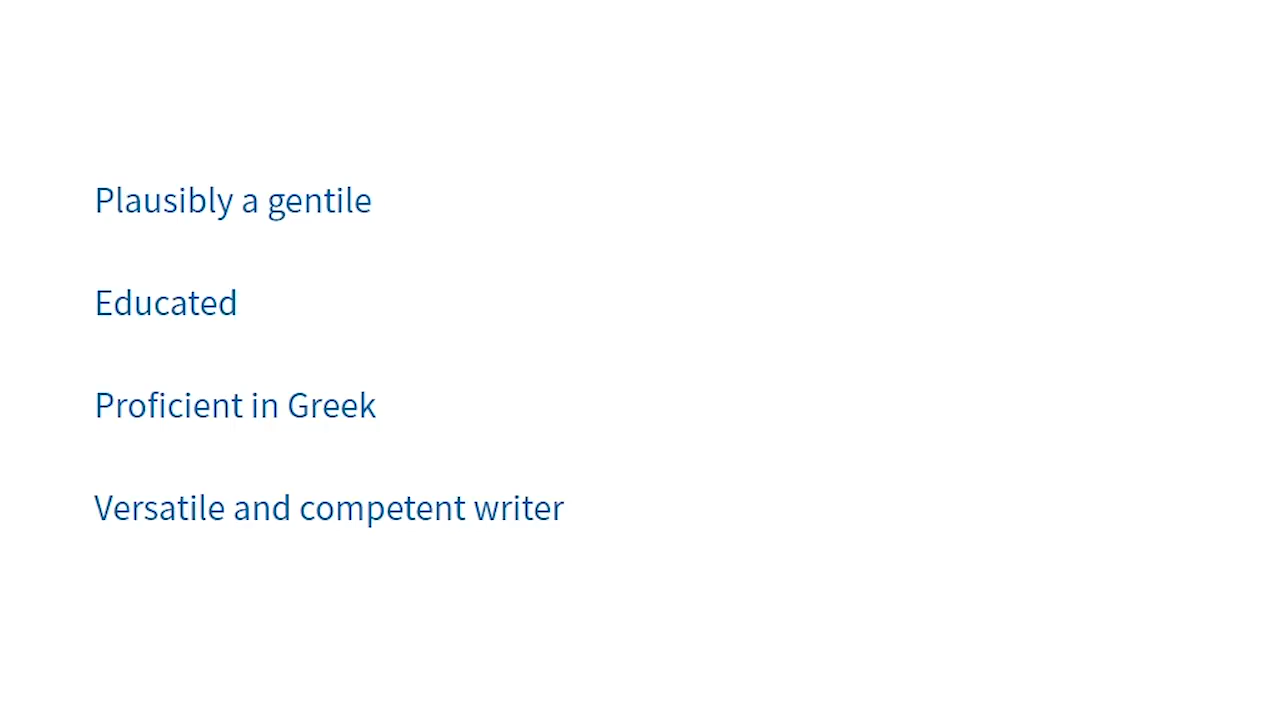 Plausibly a gentile
Educated
Proficient in Greek
Versatile and competent writer